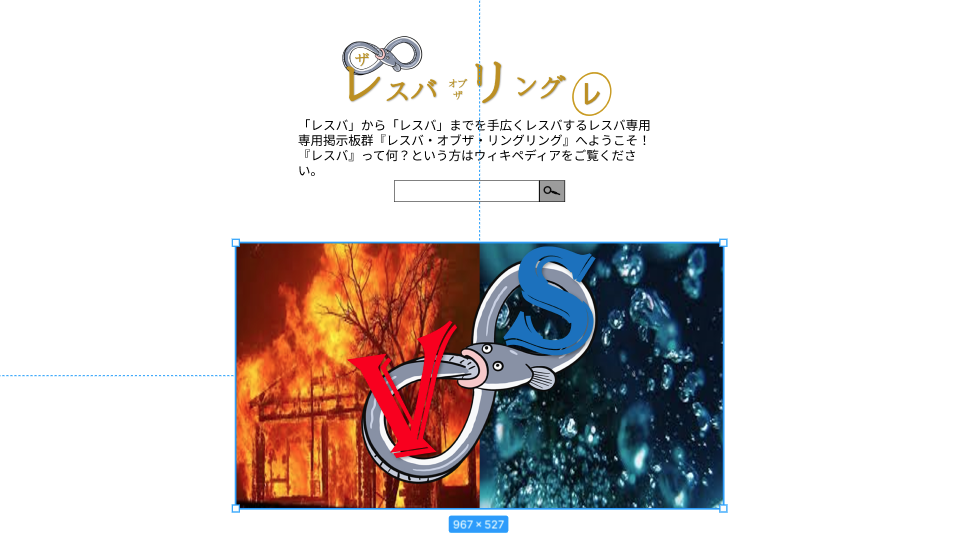 ザ
レスバ オブザ リング レ
「レスバ」から「レスバ」までを手広くレスバするレスバ専用
専用掲示板群『レスバ・オブザ・リングリング』へようこそ！
『レスバ』って何？という方はウィキペディアをご覧くださ
い。
VS
967 × 527